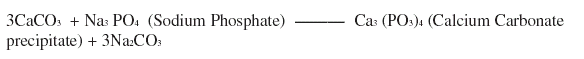 3CaCO₃ + Na₃ PO₄ (Sodium Phosphate) ——— Ca₃ (PO₃)₄ (Calcium Carbonate
precipitate) + 3Na₂CO₃